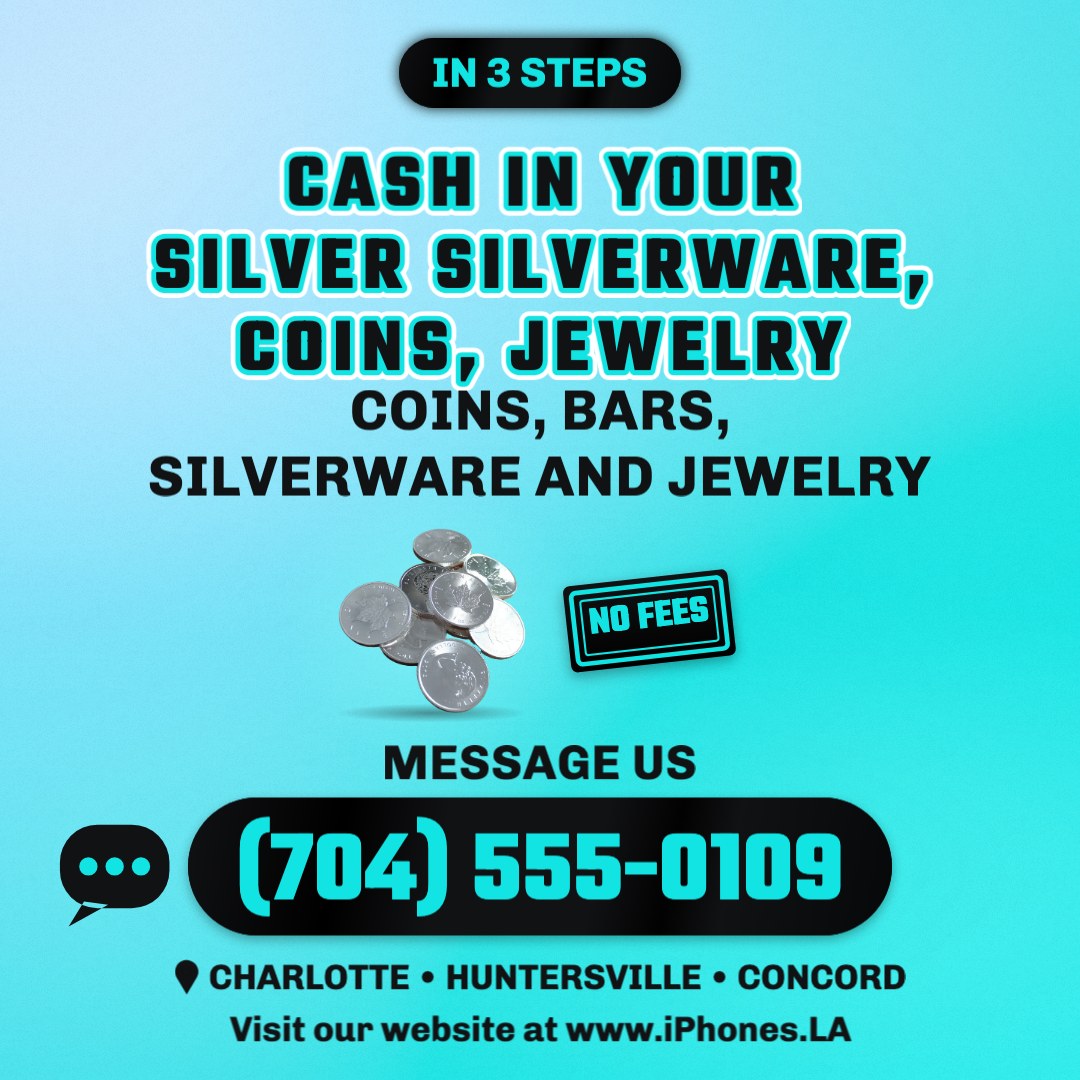 IN 3 STEPS
CASH IN YOUR
SILVER SILVERWARE,
COINS, JEWELRY
COINS, BARS,
SILVERWARE AND JEWELRY
NO FEES
MESSAGE US
(704) 555-0109
CHARLOTTE • HUNTERSVILLE • CONCORD
Visit our website at www.iPhones.LA